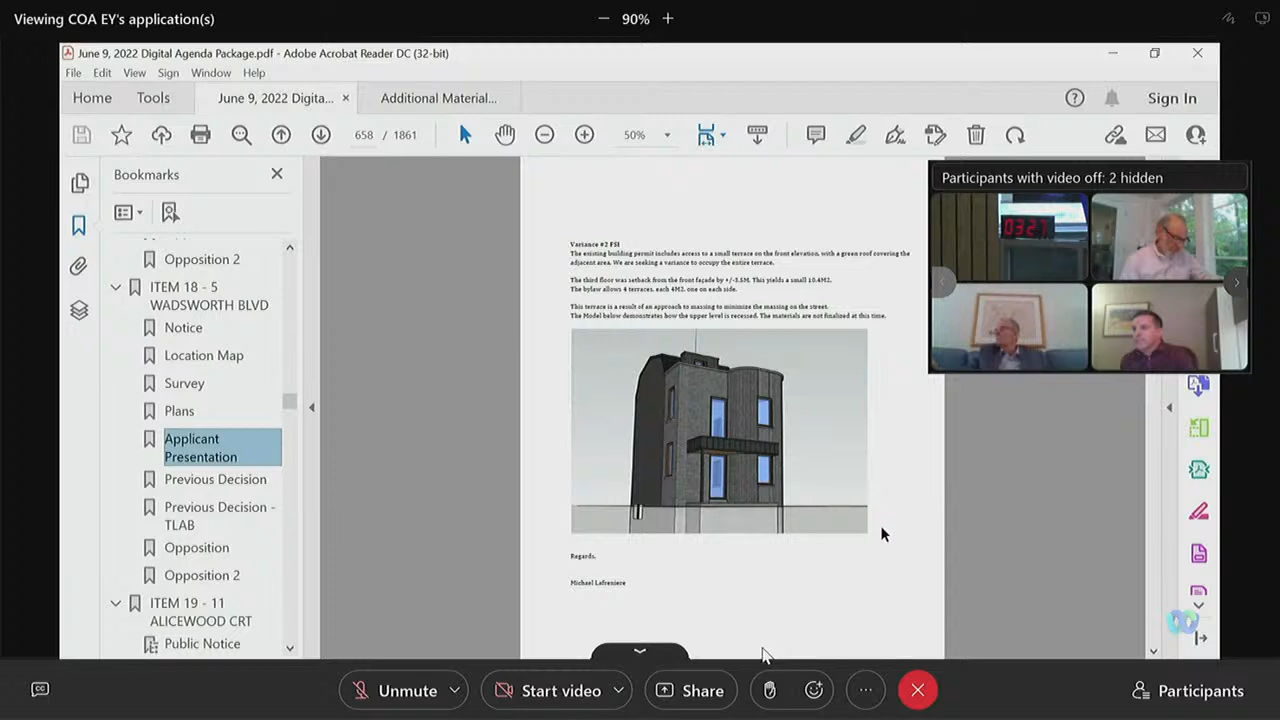 Viewing COA EY's application(s)
90%
June 9, 2022 Digital Agenda Package.pdf - Adobe Acrobat Reader DC (32-bit)
File Edit View Sign Window Help
Home Tools June 9, 2022 Digita... Additional Material... Sign In
658 / 1861 50%
Bookmarks
Opposition 2
ITEM 18 - 5
WADSWORTH BLVD
Notice
Location Map
Survey
Plans
Applicant
Presentation
Previous Decision
Previous Decision -
TLAB
Opposition
Opposition 2
ITEM 19 - 11
ALICEWOOD CRT
Public Notice
Variance #2 FSI
The existing building permit includes access to a small terrace on the front elevation, with a green roof covering the
adjacent area. We are seeking a variance to occupy the entire terrace.
The third floor was setback from the front façade by +/-3.5M. This yields a small 10.4M2.
The bylaw allows 4 terraces, each 4M2, one on each side.
This terrace is a result of an approach to massing to minimize the massing on the street.
The Model below demonstrates how the upper level is recessed. The materials are not finalized at this time.
Regards,
Michael Lafreniere
Participants with video off: 2 hidden
03:27
Unmute Start video Share Participants